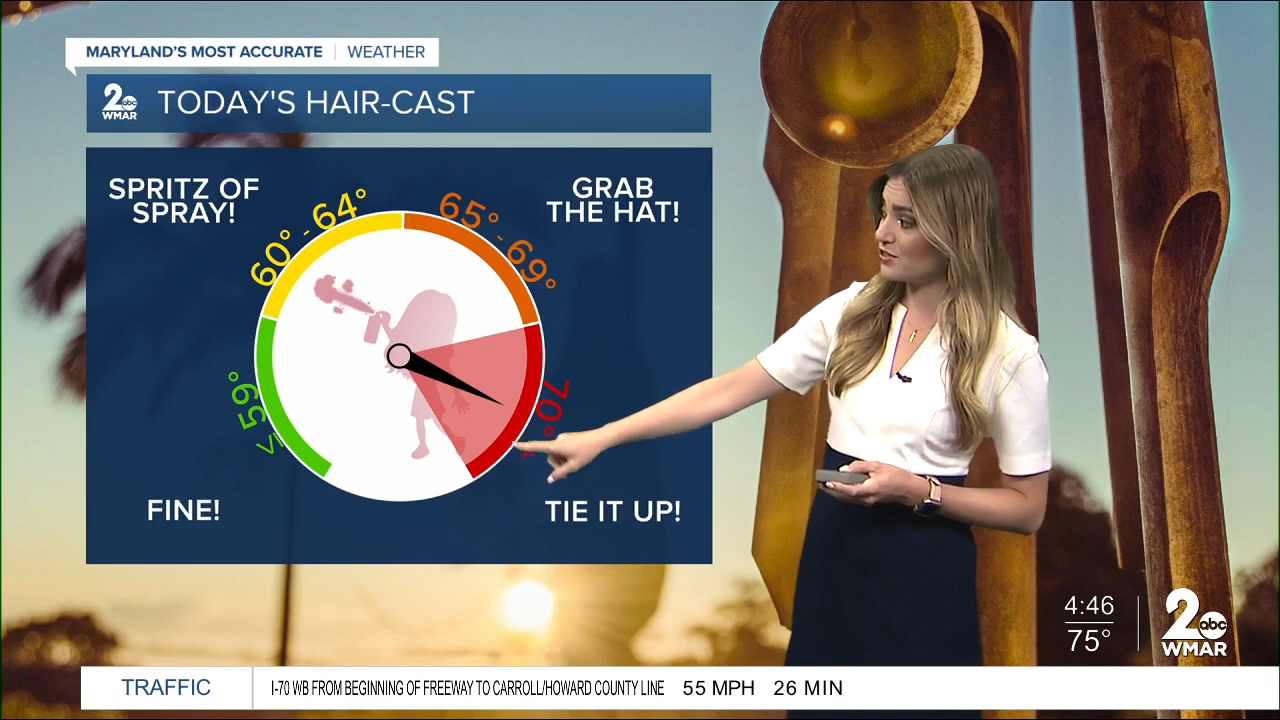 MARYLAND'S MOST ACCURATE | WEATHER
2 abc WMAR
TODAY'S HAIR-CAST
SPRITZ OF
SPRAY!
GRAB
THE HAT!
60° - 64°
65° - 69°
≤ 59°
70°
FINE!
TIE IT UP!
4:46
75°
2 abc
WMAR
TRAFFIC
I-70 WB FROM BEGINNING OF FREEWAY TO CARROLL/HOWARD COUNTY LINE 55 MPH 26 MIN